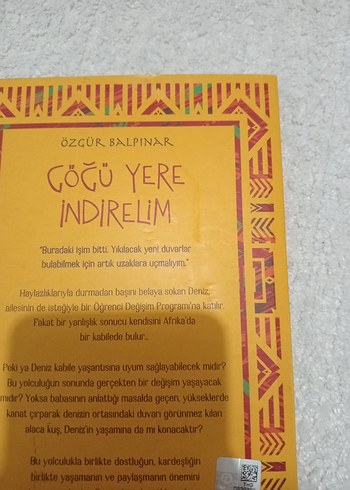 ÖZGÜR BALPINAR
GÖĞÜ YERE
İNDİRELİM
"Buradaki işim bitti. Yıkılacak yeni duvarlar
bulabilmek için artık uzaklara uçmalıyım."
Haylazlıklarıyla durmadan başını belaya sokan Deniz,
ailesinin de isteğiyle bir Öğrenci Değişim Programı'na katılır.
Fakat bir yanlışlık sonucu kendisini Afrika'da
bir kabilede bulur...
Peki ya Deniz kabile yaşantısına uyum sağlayabilecek midir?
Bu yolculuğun sonunda gerçekten bir değişim yaşayacak
mıdır? Yoksa babasının anlattığı masalda geçen, yükseklerde
kanat çırparak denizin ortasındaki duvarı görünmez kılan
alaca kuş, Deniz'in yaşamına da mı konacaktır?
Bu yolculukla birlikte dostluğun, kardeşliğin
birlikte yaşamanın ve paylaşmanın önemini